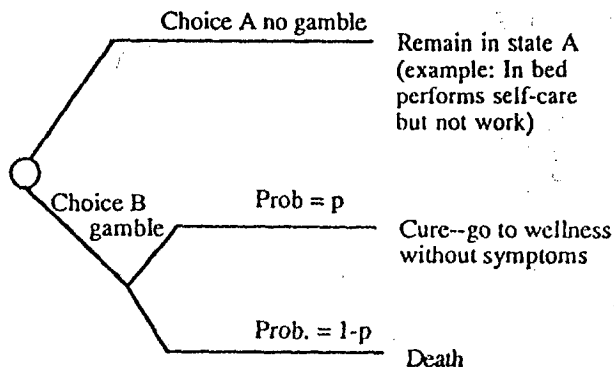 Choice A no gamble
Remain in state A
(example: In bed
performs self-care
but not work)
Choice B
gamble
Prob = p
Cure--go to wellness
without symptoms
Prob. = 1-p
Death